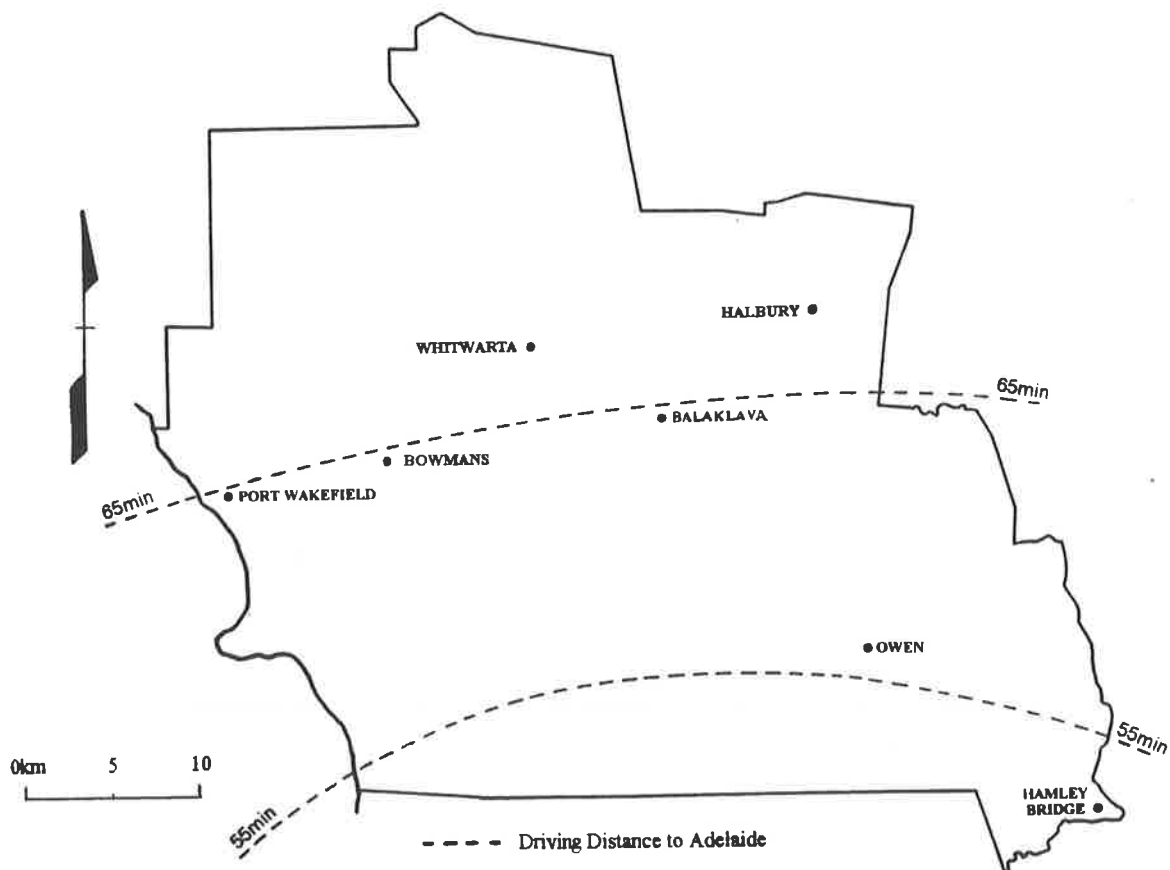 HALBURY
WHITWARTA
65min
BALAKLAVA
BOWMANS
65min
PORT WAKEFIELD
OWEN
55min
0km 5 10
HAMLEY
BRIDGE
55min
Driving Distance to Adelaide